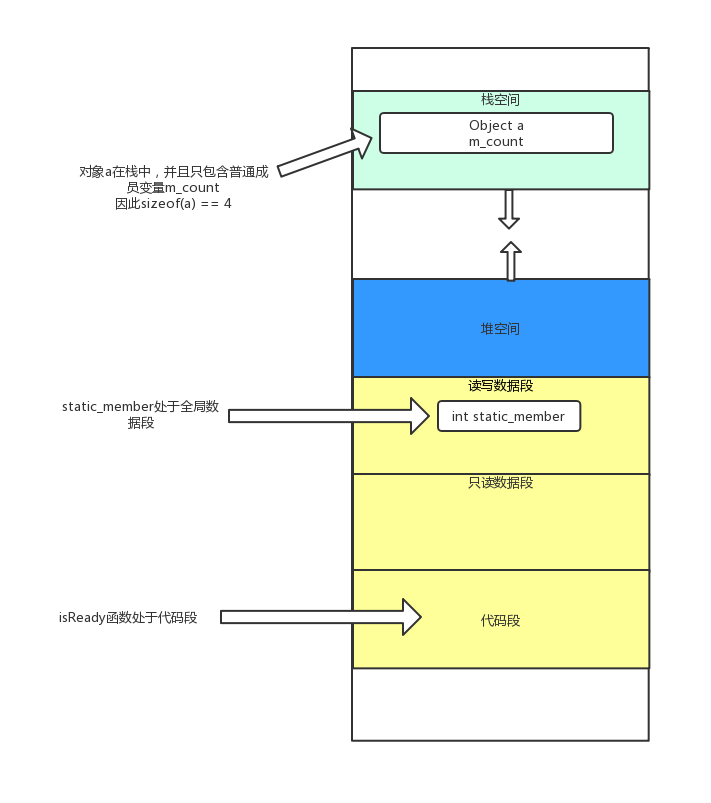 栈空间
Object a
m_count
对象a在栈中，并且只包含普通成
员变量m_count
因此sizeof(a) == 4
堆空间
读写数据段
static_member处于全局数
据段
int static_member
只读数据段
isReady函数处于代码段
代码段